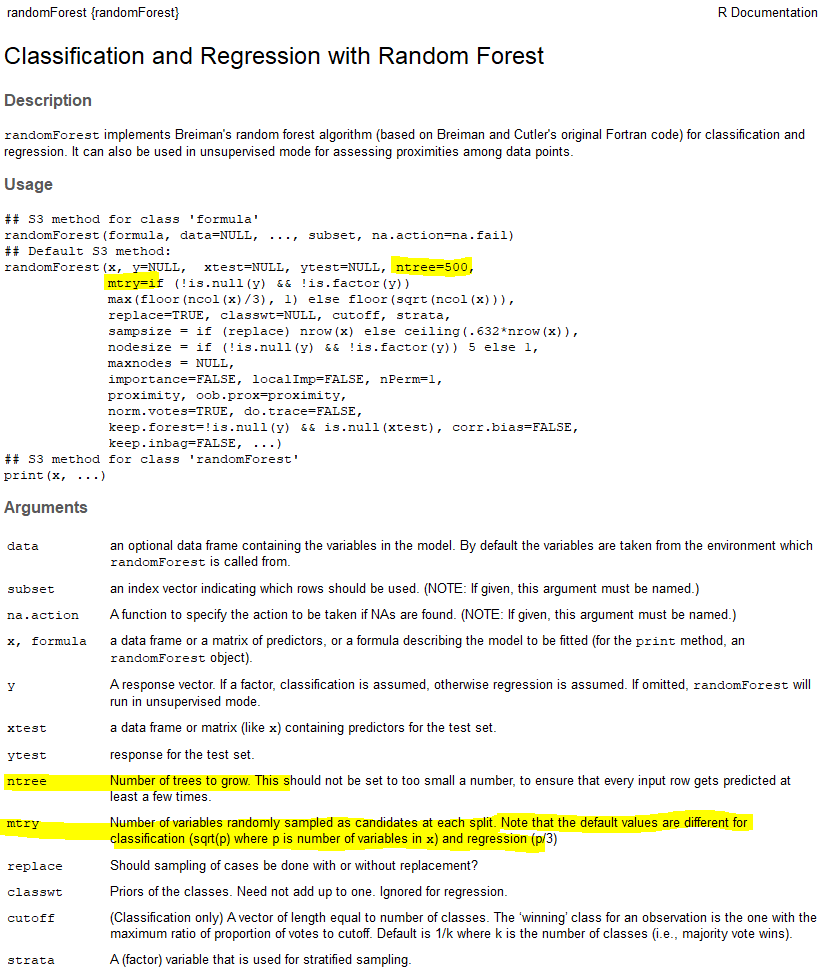 randomForest {randomForest} R Documentation
Classification and Regression with Random Forest
Description
randomForest implements Breiman's random forest algorithm (based on Breiman and Cutler's original Fortran code) for classification and
regression. It can also be used in unsupervised mode for assessing proximities among data points.
Usage
## S3 method for class 'formula'
randomForest(formula, data=NULL, ..., subset, na.action=na.fail)
## Default S3 method:
randomForest(x, y=NULL, xtest=NULL, ytest=NULL, ntree=500,
mtry=if (!is.null(y) && !is.factor(y))
max(floor(ncol(x)/3), 1) else floor(sqrt(ncol(x))),
replace=TRUE, classwt=NULL, cutoff, strata,
sampsize = if (replace) nrow(x) else ceiling(.632*nrow(x)),
nodesize = if (!is.null(y) && !is.factor(y)) 5 else 1,
maxnodes = NULL,
importance=FALSE, localImp=FALSE, nPerm=1,
proximity, oob.prox=proximity,
norm.votes=TRUE, do.trace=FALSE,
keep.forest=!is.null(y) && is.null(xtest), corr.bias=FALSE,
keep.inbag=FALSE, ...)
## S3 method for class 'randomForest'
print(x, ...)
Arguments
data an optional data frame containing the variables in the model. By default the variables are taken from the environment which
randomForest is called from.
subset an index vector indicating which rows should be used. (NOTE: If given, this argument must be named.)
na.action A function to specify the action to be taken if NAs are found. (NOTE: If given, this argument must be named.)
x, formula a data frame or a matrix of predictors, or a formula describing the model to be fitted (for the print method, an
randomForest object).
y A response vector. If a factor, classification is assumed, otherwise regression is assumed. If omitted, randomForest will
run in unsupervised mode.
xtest a data frame or matrix (like x) containing predictors for the test set.
ytest response for the test set.
ntree Number of trees to grow. This should not be set to too small a number, to ensure that every input row gets predicted at
least a few times.
mtry Number of variables randomly sampled as candidates at each split. Note that the default values are different for
classification (sqrt(p) where p is number of variables in x) and regression (p/3)
replace Should sampling of cases be done with or without replacement?
classwt Priors of the classes. Need not add up to one. Ignored for regression.
cutoff (Classification only) A vector of length equal to number of classes. The ‘winning’ class for an observation is the one with the
maximum ratio of proportion of votes to cutoff. Default is 1/k where k is the number of classes (i.e., majority vote wins).
strata A (factor) variable that is used for stratified sampling.